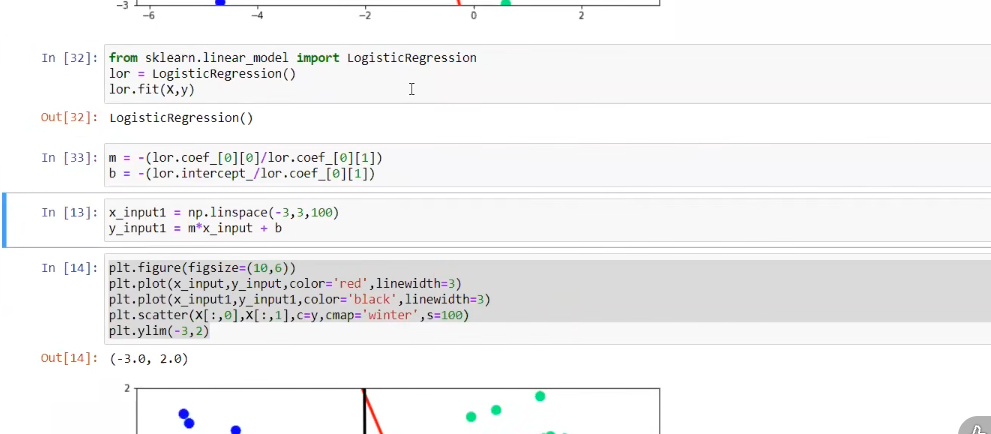 −3
−6 −4 −2 0 2
In [32]: from sklearn.linear_model import LogisticRegression
lor = LogisticRegression()
lor.fit(X,y)
Out[32]: LogisticRegression()
In [33]: m = -(lor.coef_[0][0]/lor.coef_[0][1])
b = -(lor.intercept_/lor.coef_[0][1])
In [13]: x_input1 = np.linspace(-3,3,100)
y_input1 = m*x_input + b
In [14]: plt.figure(figsize=(10,6))
plt.plot(x_input,y_input,color='red',linewidth=3)
plt.plot(x_input1,y_input1,color='black',linewidth=3)
plt.scatter(X[:,0],X[:,1],c=y,cmap='winter',s=100)
plt.ylim(-3,2)
Out[14]: (-3.0, 2.0)
2